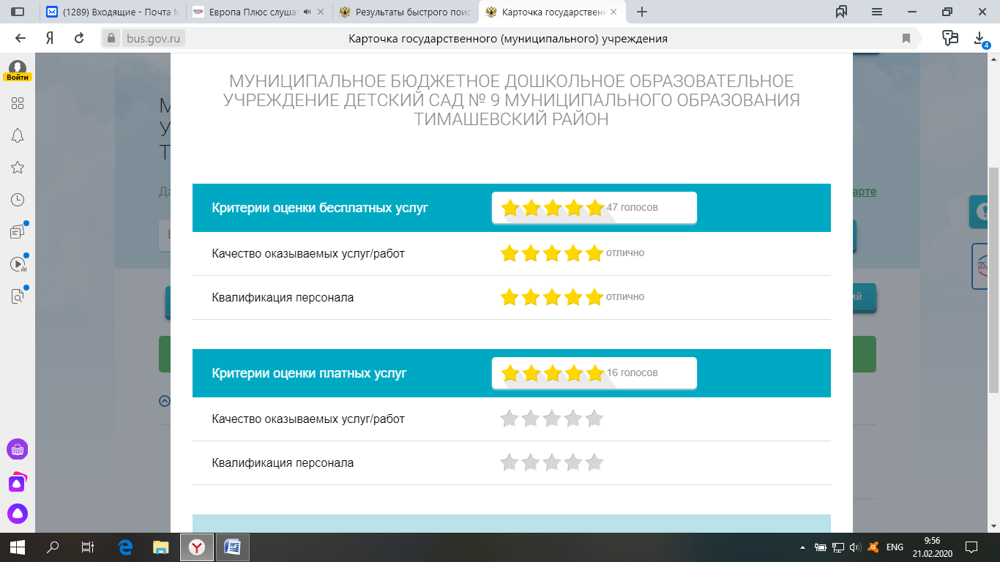 (1289) Входящие - Почта
Европа Плюс слушат
Результаты быстрого поис
Карточка государственн
Я
bus.gov.ru
Карточка государственного (муниципального) учреждения
4
Войти
МУНИЦИПАЛЬНОЕ БЮДЖЕТНОЕ ДОШКОЛЬНОЕ ОБРАЗОВАТЕЛЬНОЕ
УЧРЕЖДЕНИЕ ДЕТСКИЙ САД № 9 МУНИЦИПАЛЬНОГО ОБРАЗОВАНИЯ
ТИМАШЕВСКИЙ РАЙОН
арте
Критерии оценки бесплатных услуг
47 голосов
Качество оказываемых услуг/работ
отлично
Квалификация персонала
отлично
ий
Критерии оценки платных услуг
16 голосов
Качество оказываемых услуг/работ
Квалификация персонала
ENG
9:56
21.02.2020